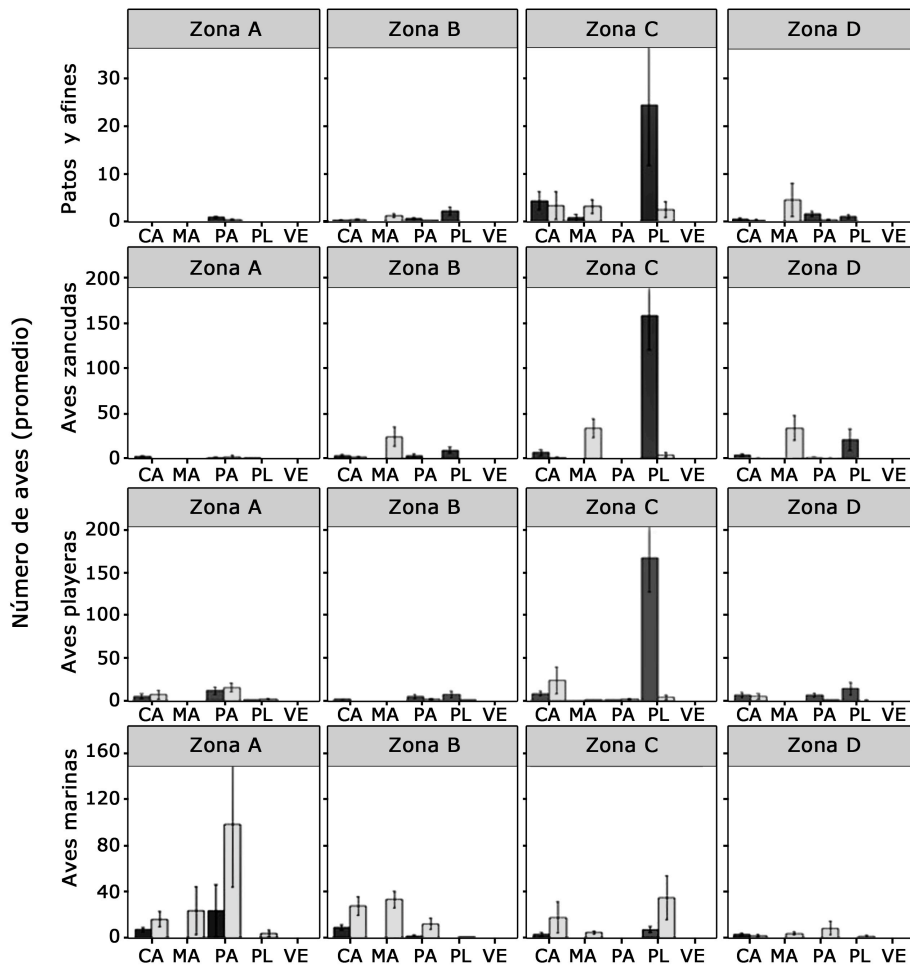 Número de aves (promedio)
Patos y afines
Zona A Zona B Zona C Zona D
30
20
10
0
CA MA PA PL VE CA MA PA PL VE CA MA PA PL VE CA MA PA PL VE
Aves zancudas
Zona A Zona B Zona C Zona D
200
150
100
50
0
CA MA PA PL VE CA MA PA PL VE CA MA PA PL VE CA MA PA PL VE
Aves playeras
Zona A Zona B Zona C Zona D
200
150
100
50
0
CA MA PA PL VE CA MA PA PL VE CA MA PA PL VE CA MA PA PL VE
Aves marinas
Zona A Zona B Zona C Zona D
160
120
80
40
0
CA MA PA PL VE CA MA PA PL VE CA MA PA PL VE CA MA PA PL VE